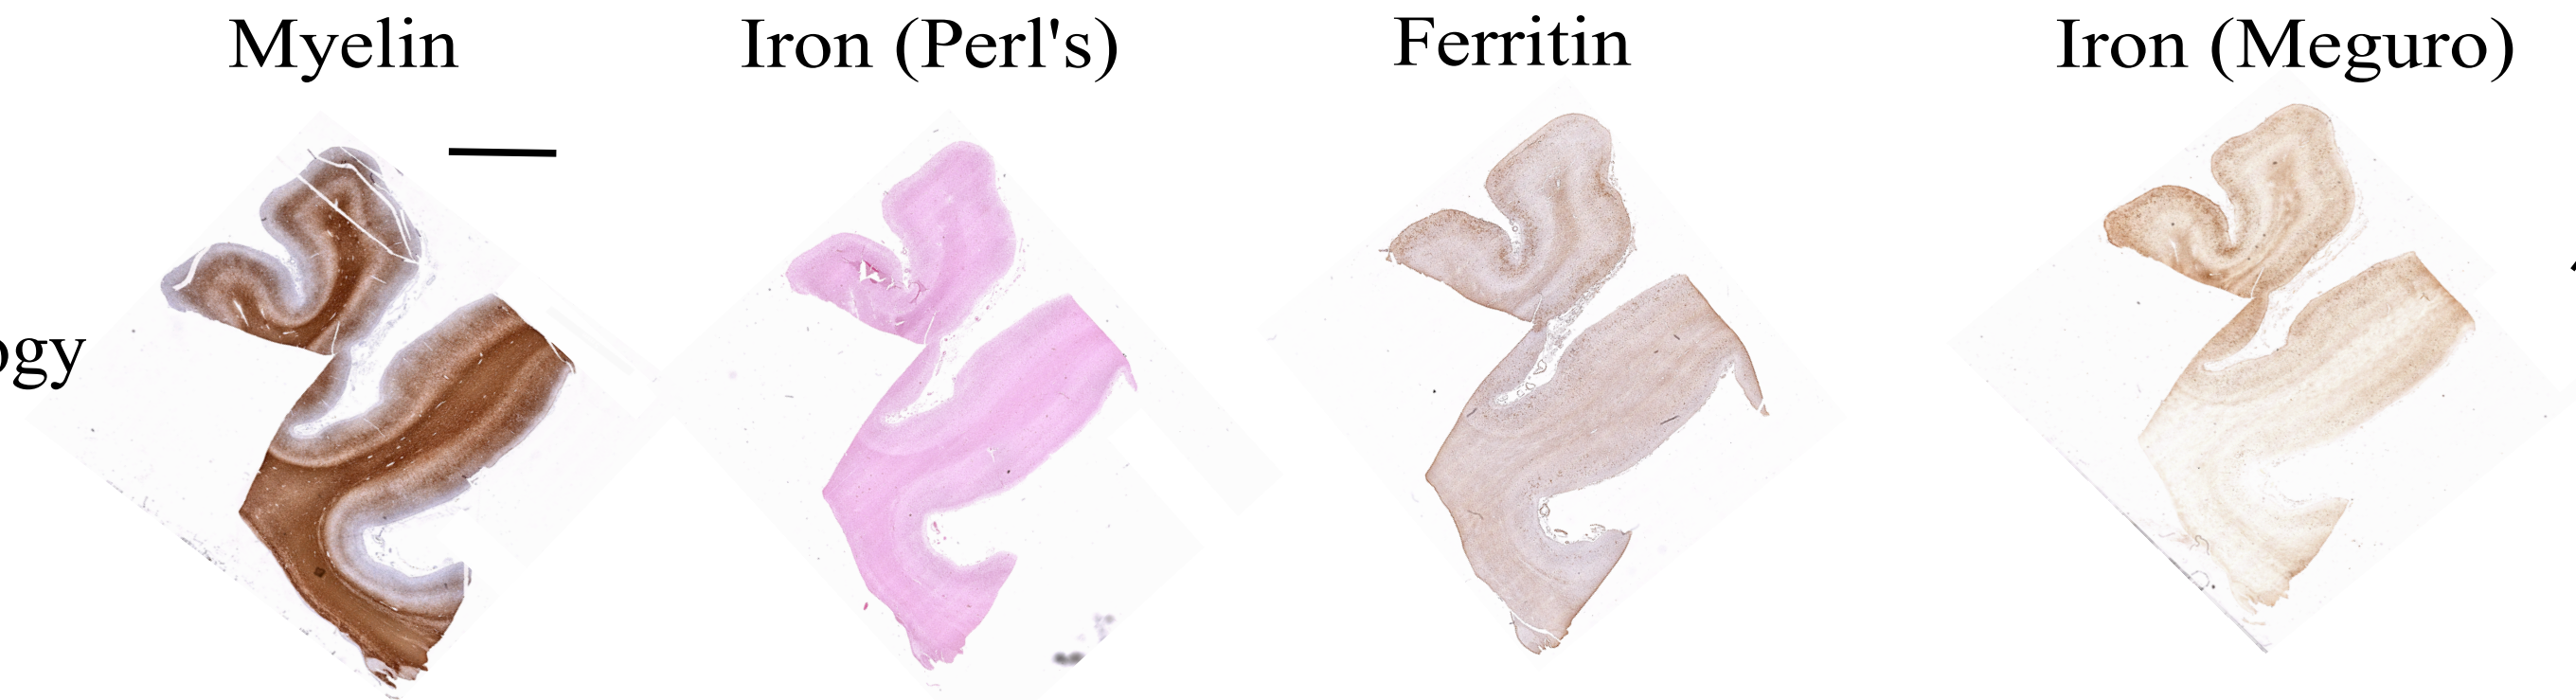 Myelin
Iron (Perl's)
Ferritin
Iron (Meguro)
ogy